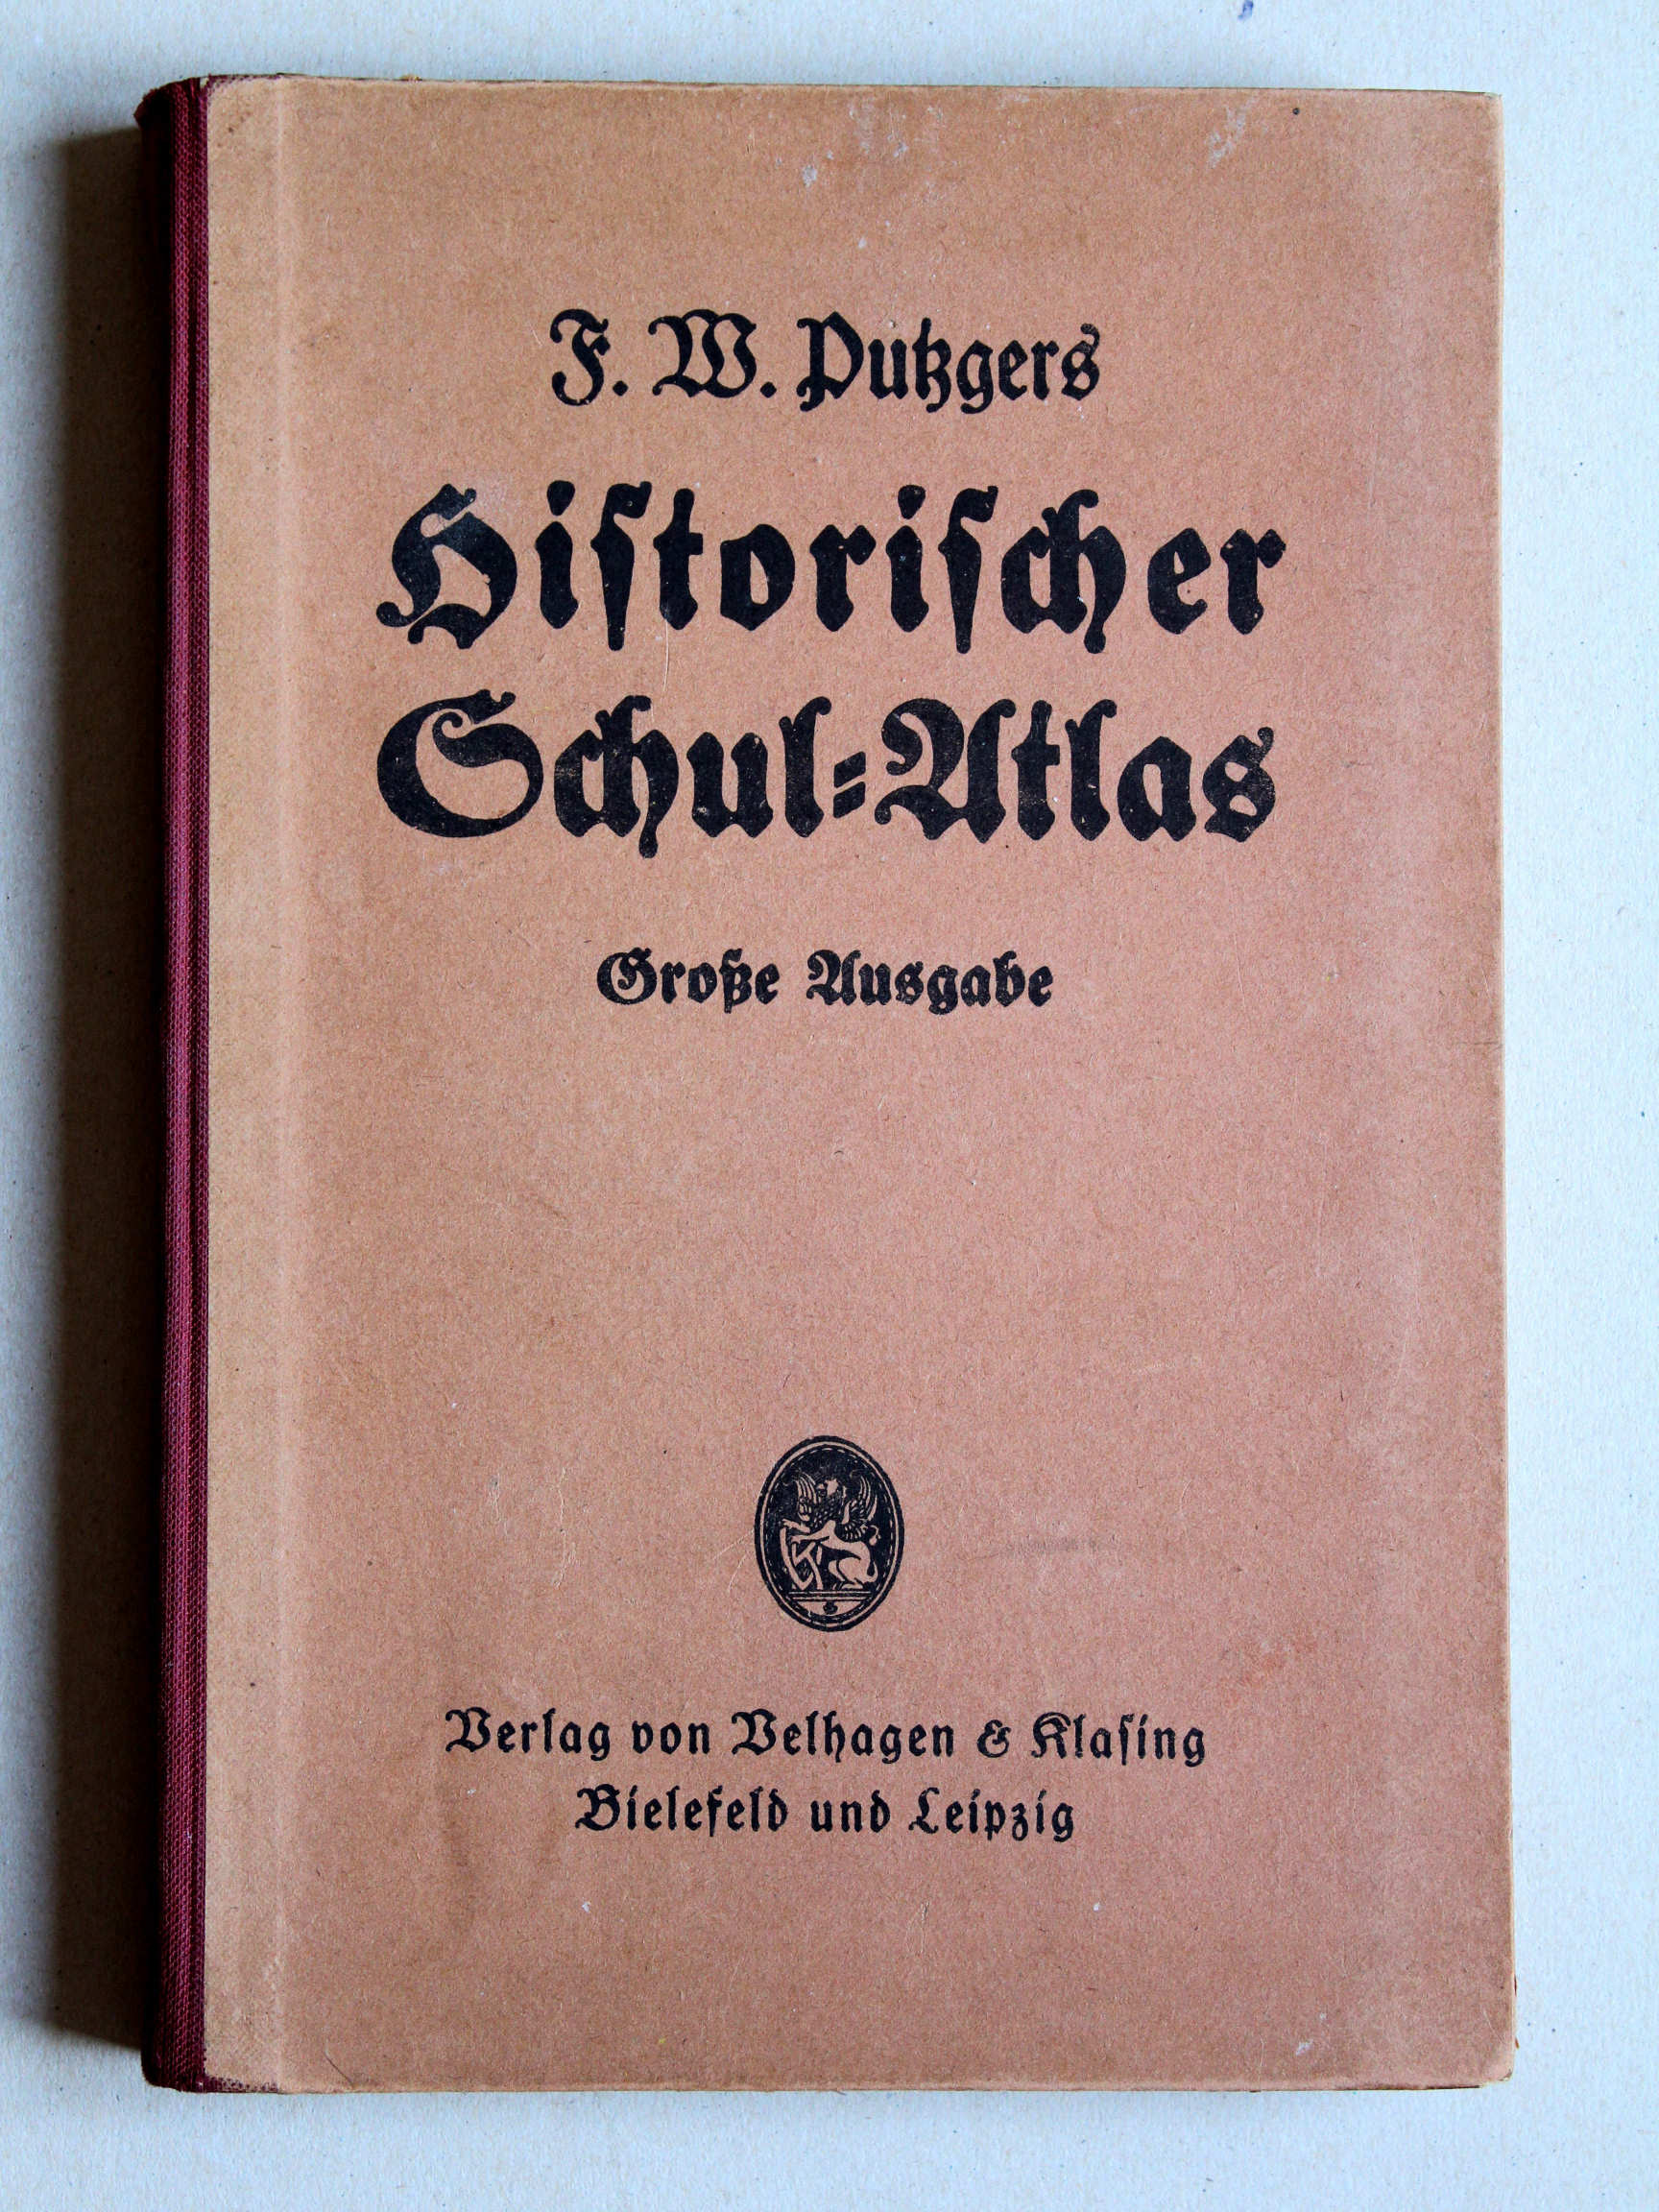 F. W. Putzgers
Historischer
Schul-Atlas
Große Ausgabe
Verlag von Velhagen & Klasing
Bielefeld und Leipzig